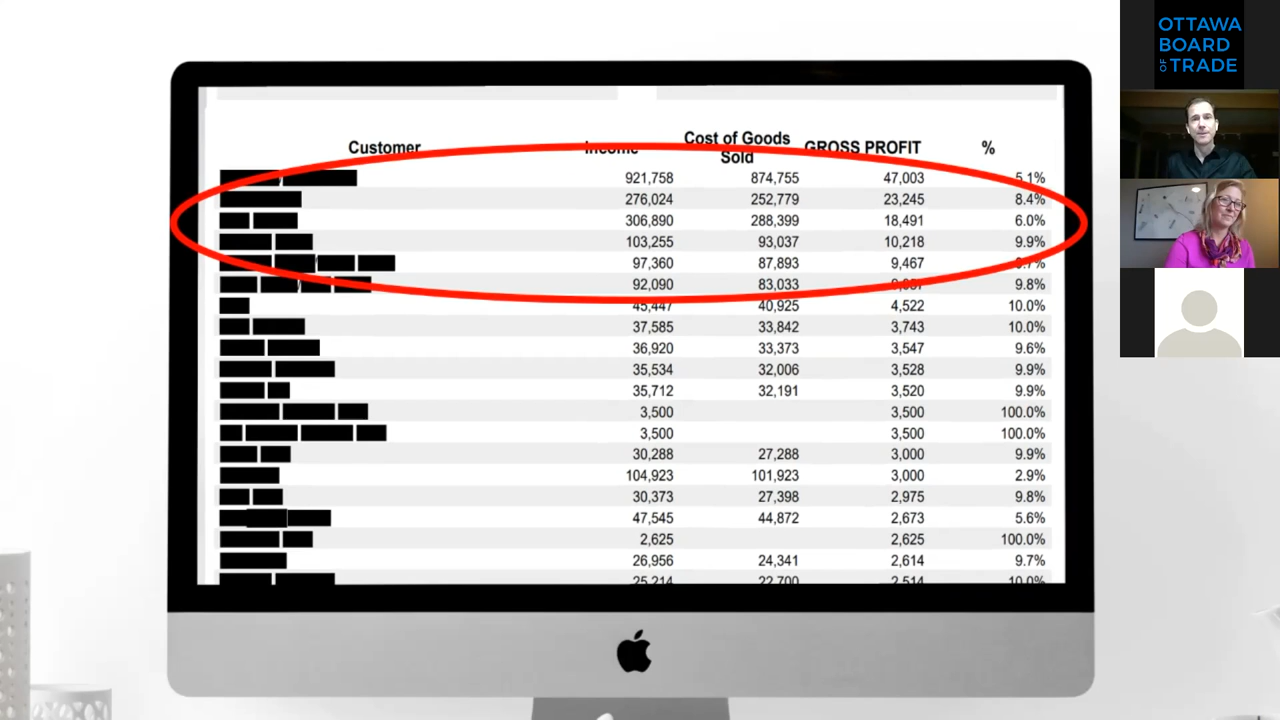 Customer Income Cost of Goods Sold GROSS PROFIT %
921,758 874,755 47,003 5.1%
276,024 252,779 23,245 8.4%
306,890 288,399 18,491 6.0%
103,255 93,037 10,218 9.9%
97,360 87,893 9,467
92,090 83,033 9.8%
45,447 40,925 4,522 10.0%
37,585 33,842 3,743 10.0%
36,920 33,373 3,547 9.6%
35,534 32,006 3,528 9.9%
35,712 32,191 3,520 9.9%
3,500 3,500 100.0%
3,500 3,500 100.0%
30,288 27,288 3,000 9.9%
104,923 101,923 3,000 2.9%
30,373 27,398 2,975 9.8%
47,545 44,872 2,673 5.6%
2,625 2,625 100.0%
26,956 24,341 2,614 9.7%
25,214 22,700 2,514 10.0%
OTTAWA
BOARD
OF TRADE